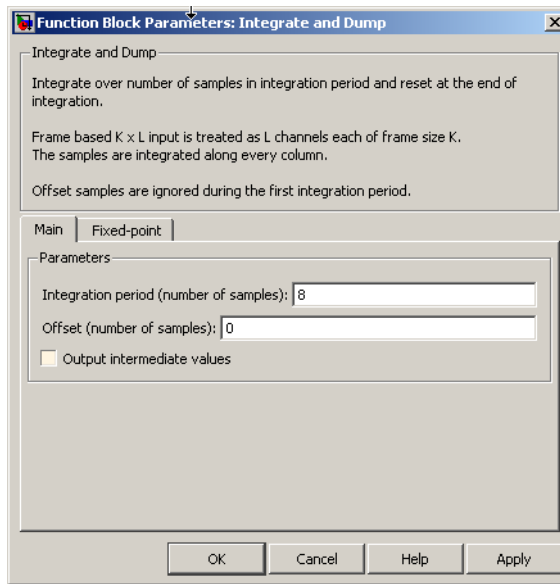 Function Block Parameters: Integrate and Dump
Integrate and Dump
Integrate over number of samples in integration period and reset at the end of
integration.
Frame based K x L input is treated as L channels each of frame size K.
The samples are integrated along every column.
Offset samples are ignored during the first integration period.
Main Fixed-point
Parameters
Integration period (number of samples): 8
Offset (number of samples): 0
Output intermediate values
OK Cancel Help Apply